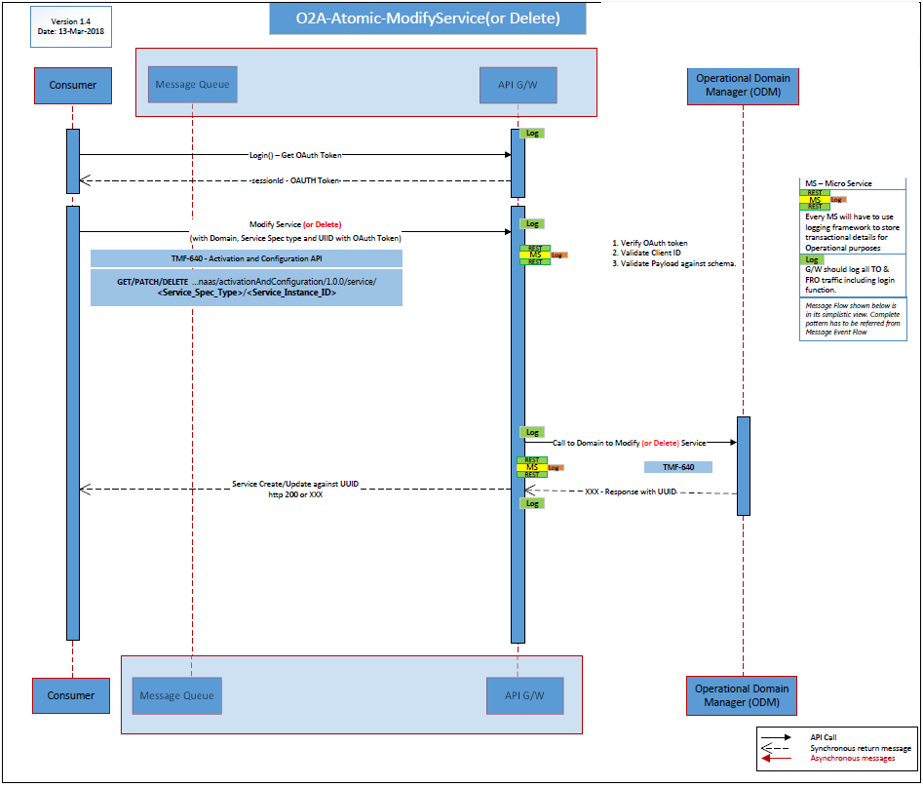 Version 1.4
Date: 13-Mar-2018
O2A-Atomic-ModifyService(or Delete)
Consumer
Message Queue
API G/W
Operational Domain
Manager (ODM)
Log
Login() – Get OAuth Token
sessionId - OAUTH Token
MS – Micro Service
REST
MS
Log
REST
Every MS will have to use
logging framework to store
transactional details for
Operational purposes
Log
G/W should log all TO &
FRO traffic including login
function.
Message Flow shown below is
in its simplistic view. Complete
pattern has to be referred from
Message Event Flow
Modify Service (or Delete)
(with Domain, Service Spec type and UIID with OAuth Token)
Log
TMF-640 - Activation and Configuration API
REST
MS
Log
REST
1. Verify OAuth token
2. Validate Client ID
3. Validate Payload against schema.
GET/PATCH/DELETE ...naas/activationAndConfiguration/1.0.0/service/
<Service_Spec_Type>/<Service_Instance_ID>
Log
Call to Domain to Modify (or Delete) Service
REST
MS
Log
REST
TMF-640
Service Create/Update against UUID
http 200 or XXX
XXX - Response with UUID
Log
Consumer
Message Queue
API G/W
Operational Domain
Manager (ODM)
API Call
Synchronous return message
Asynchronous messages